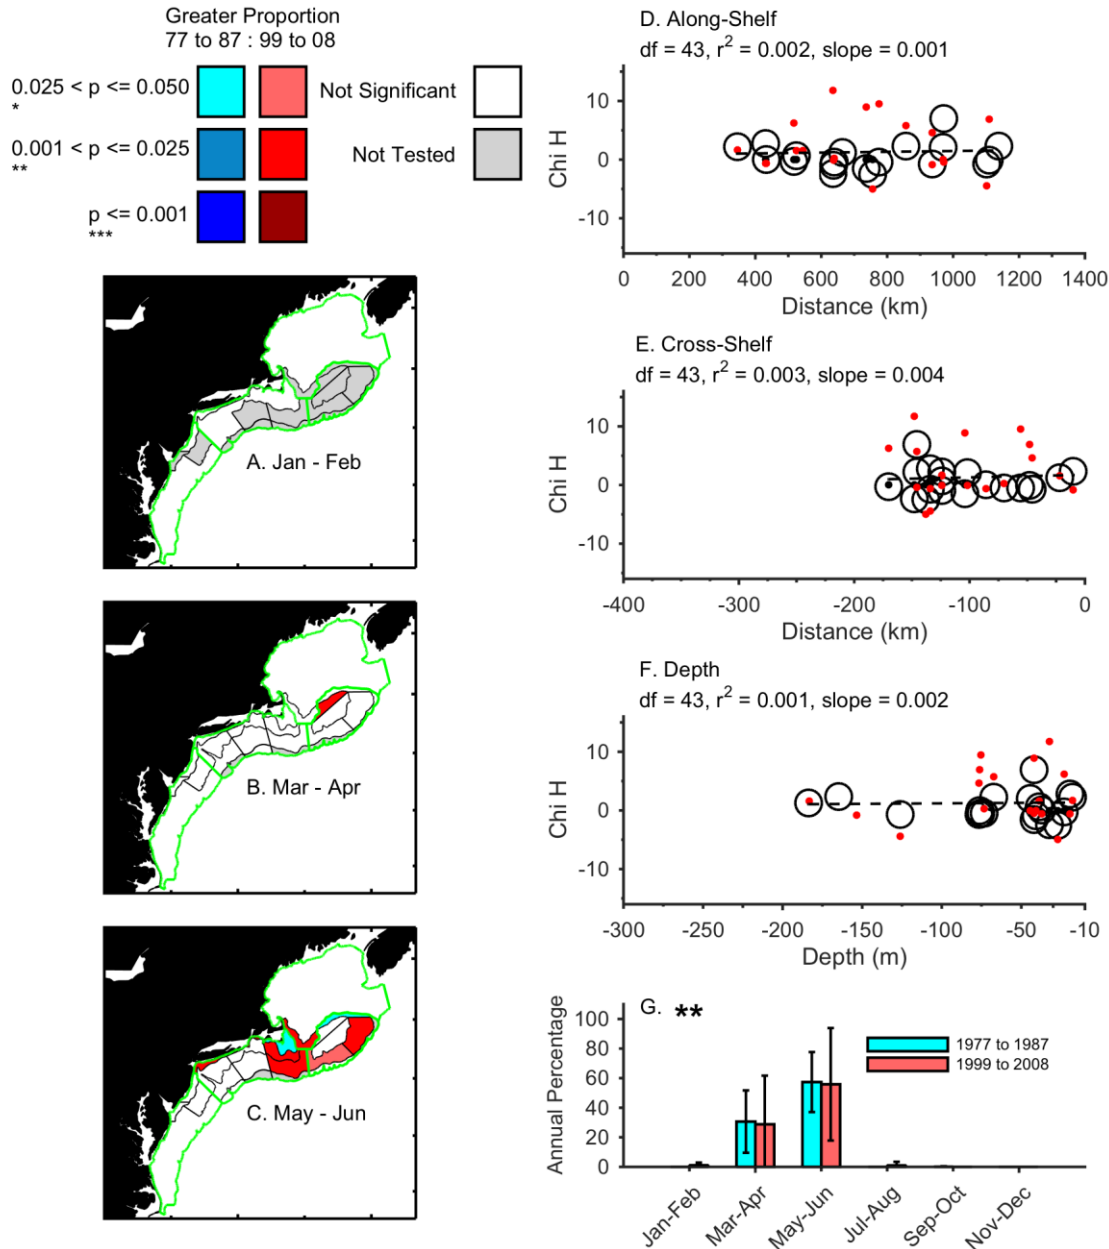 Greater Proportion
77 to 87 : 99 to 08
0.025 < p <= 0.050
*
0.001 < p <= 0.025
**
p <= 0.001
***
Not Significant
Not Tested
A. Jan - Feb
B. Mar - Apr
C. May - Jun
D. Along-Shelf
df = 43, r² = 0.002, slope = 0.001
Chi H
10
0
-10
0 200 400 600 800 1000 1200 1400
Distance (km)
E. Cross-Shelf
df = 43, r² = 0.003, slope = 0.004
Chi H
10
0
-10
-400 -300 -200 -100 0
Distance (km)
F. Depth
df = 43, r² = 0.001, slope = 0.002
Chi H
10
0
-10
-300 -250 -200 -150 -100 -50 -10
Depth (m)
G. **
Annual Percentage
100
80
60
40
20
0
1977 to 1987
1999 to 2008
Jan-Feb
Mar-Apr
May-Jun
Jul-Aug
Sep-Oct
Nov-Dec